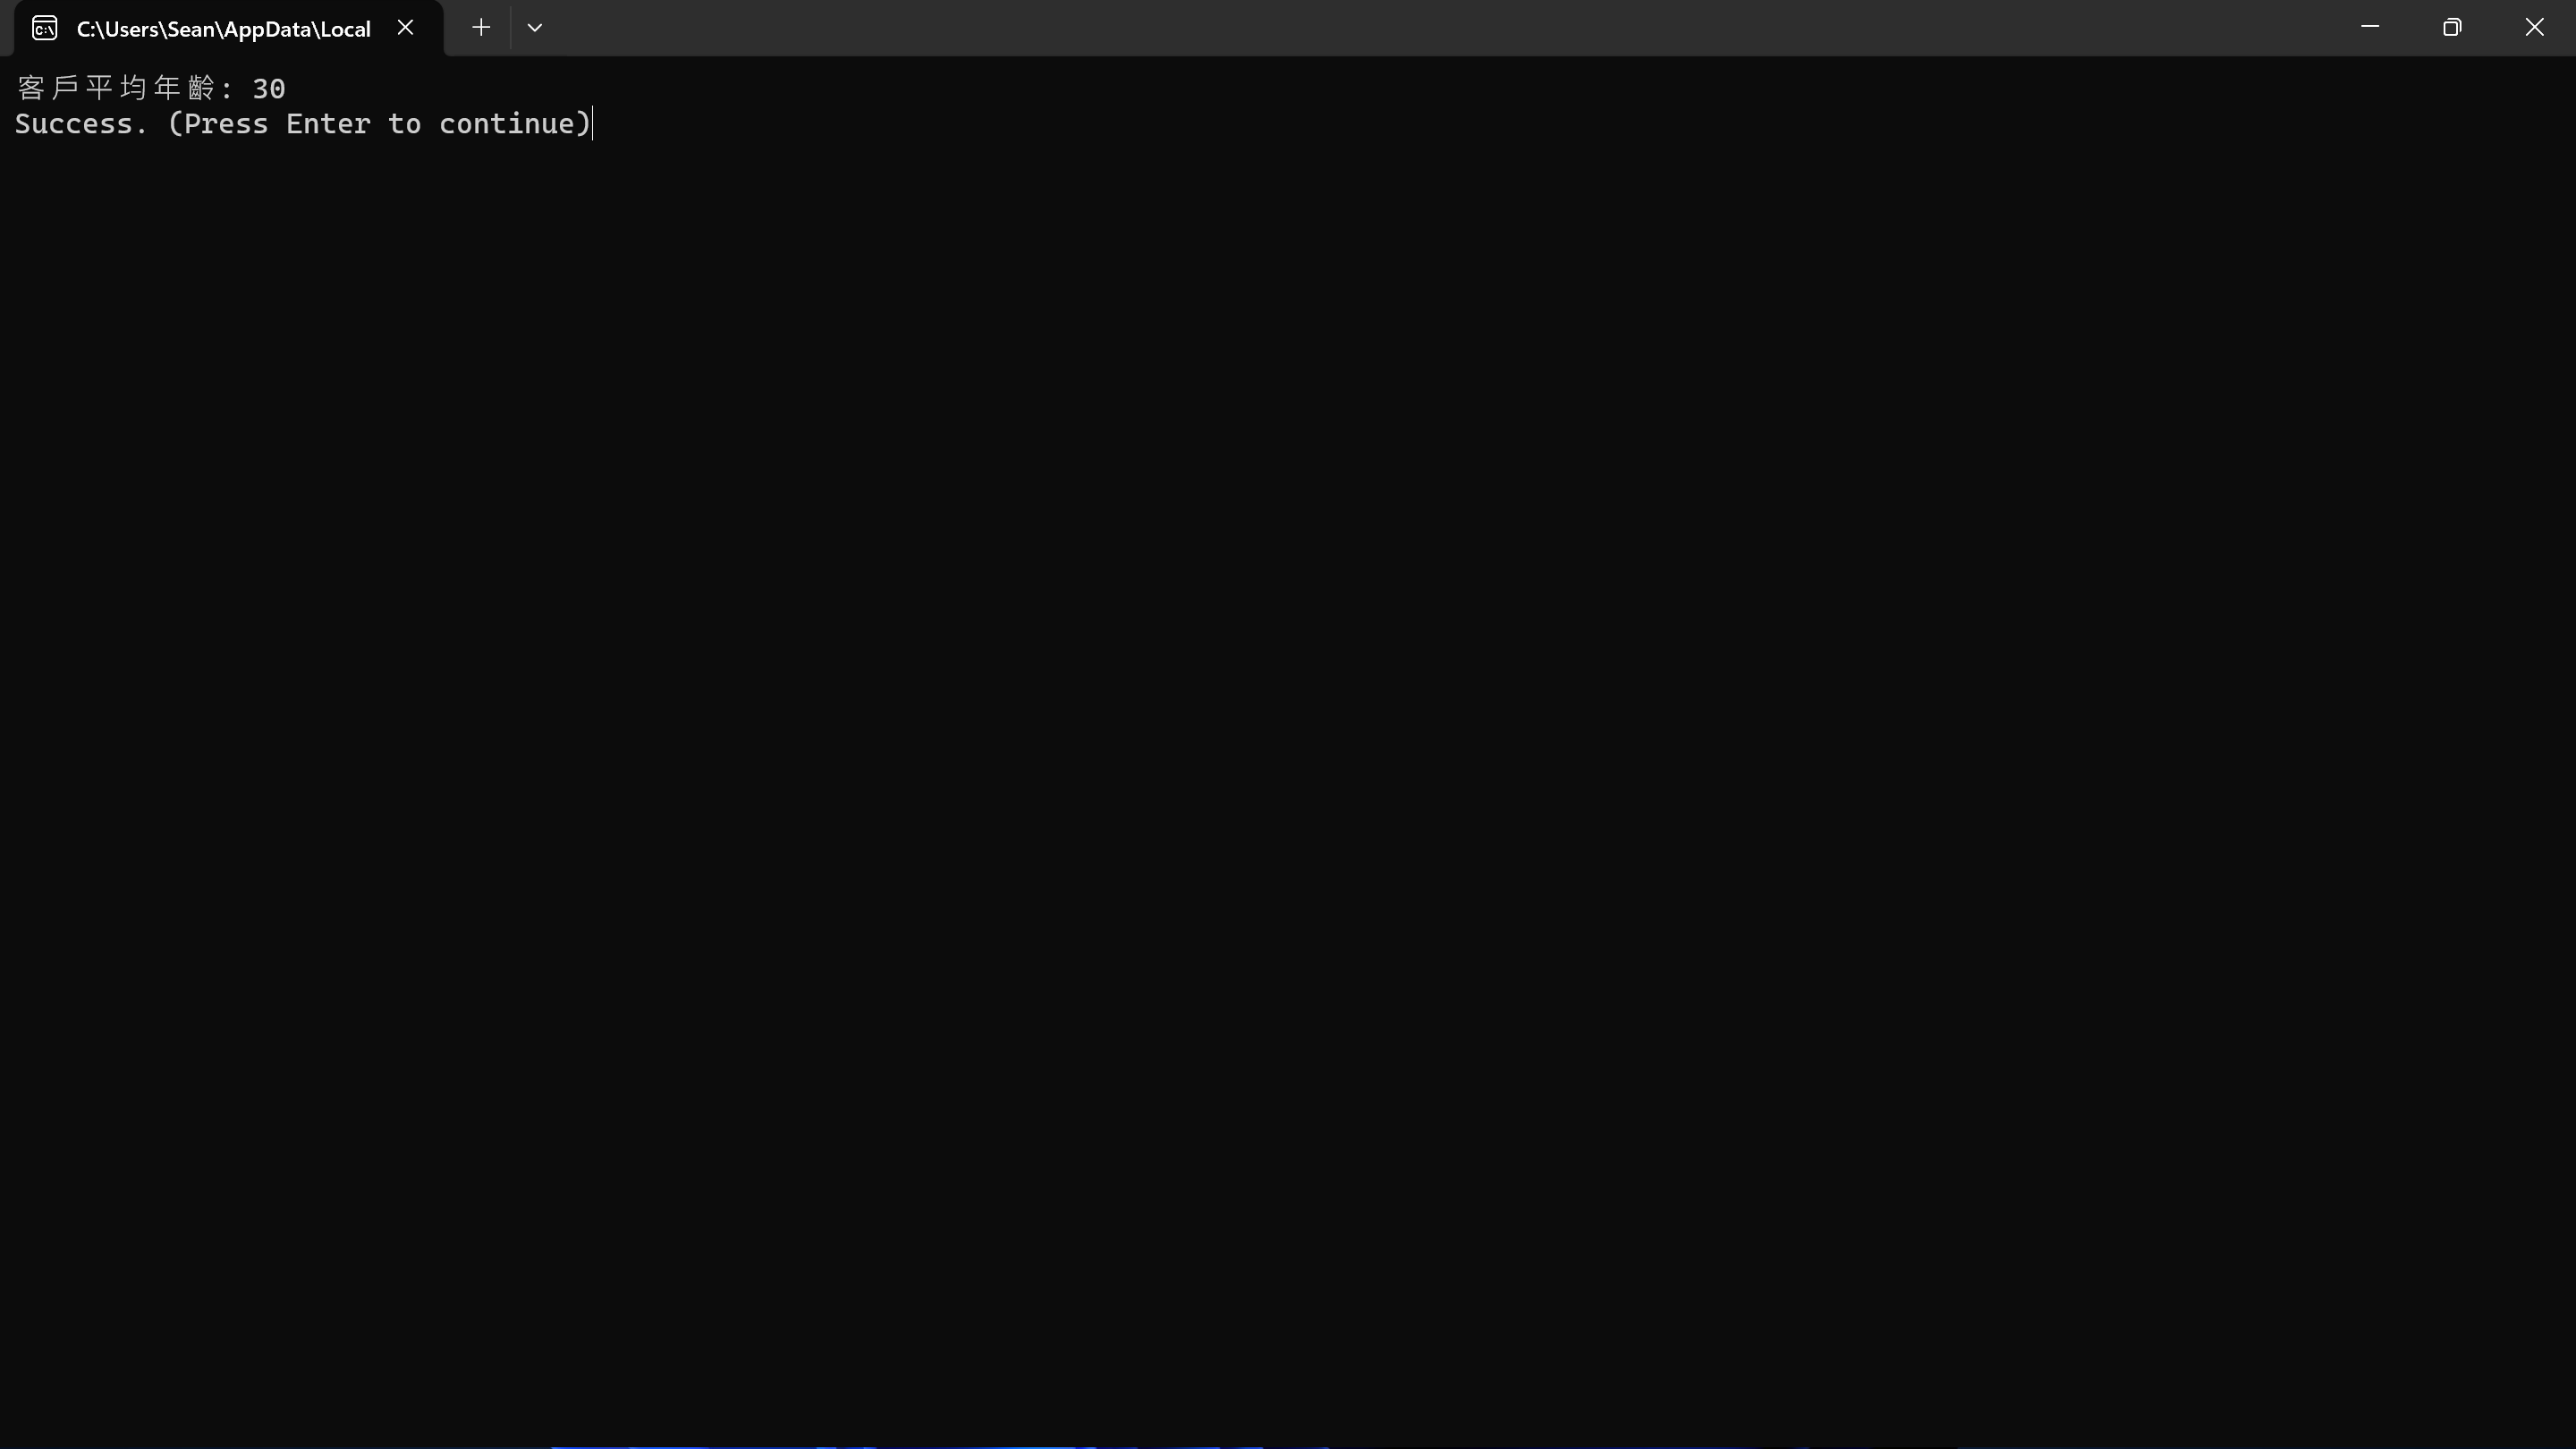 C:\Users\Sean\AppData\Local
客戶平均年齡: 30
Success. (Press Enter to continue)